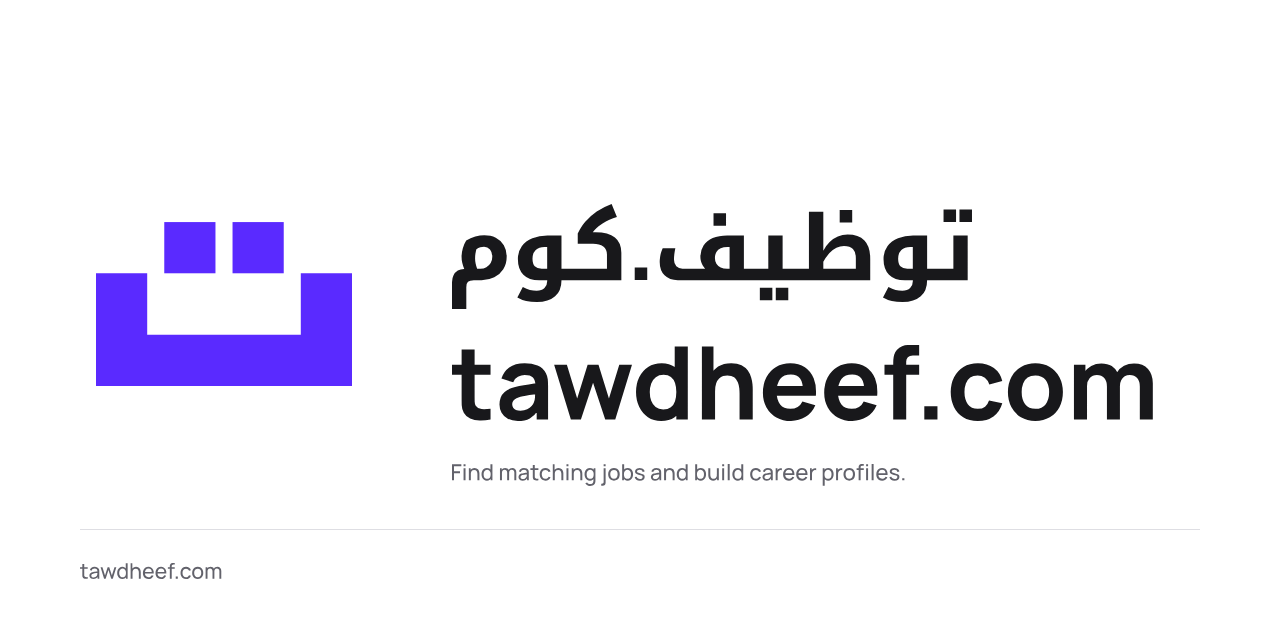 توظيف.كوم
tawdheef.com
Find matching jobs and build career profiles.
tawdheef.com